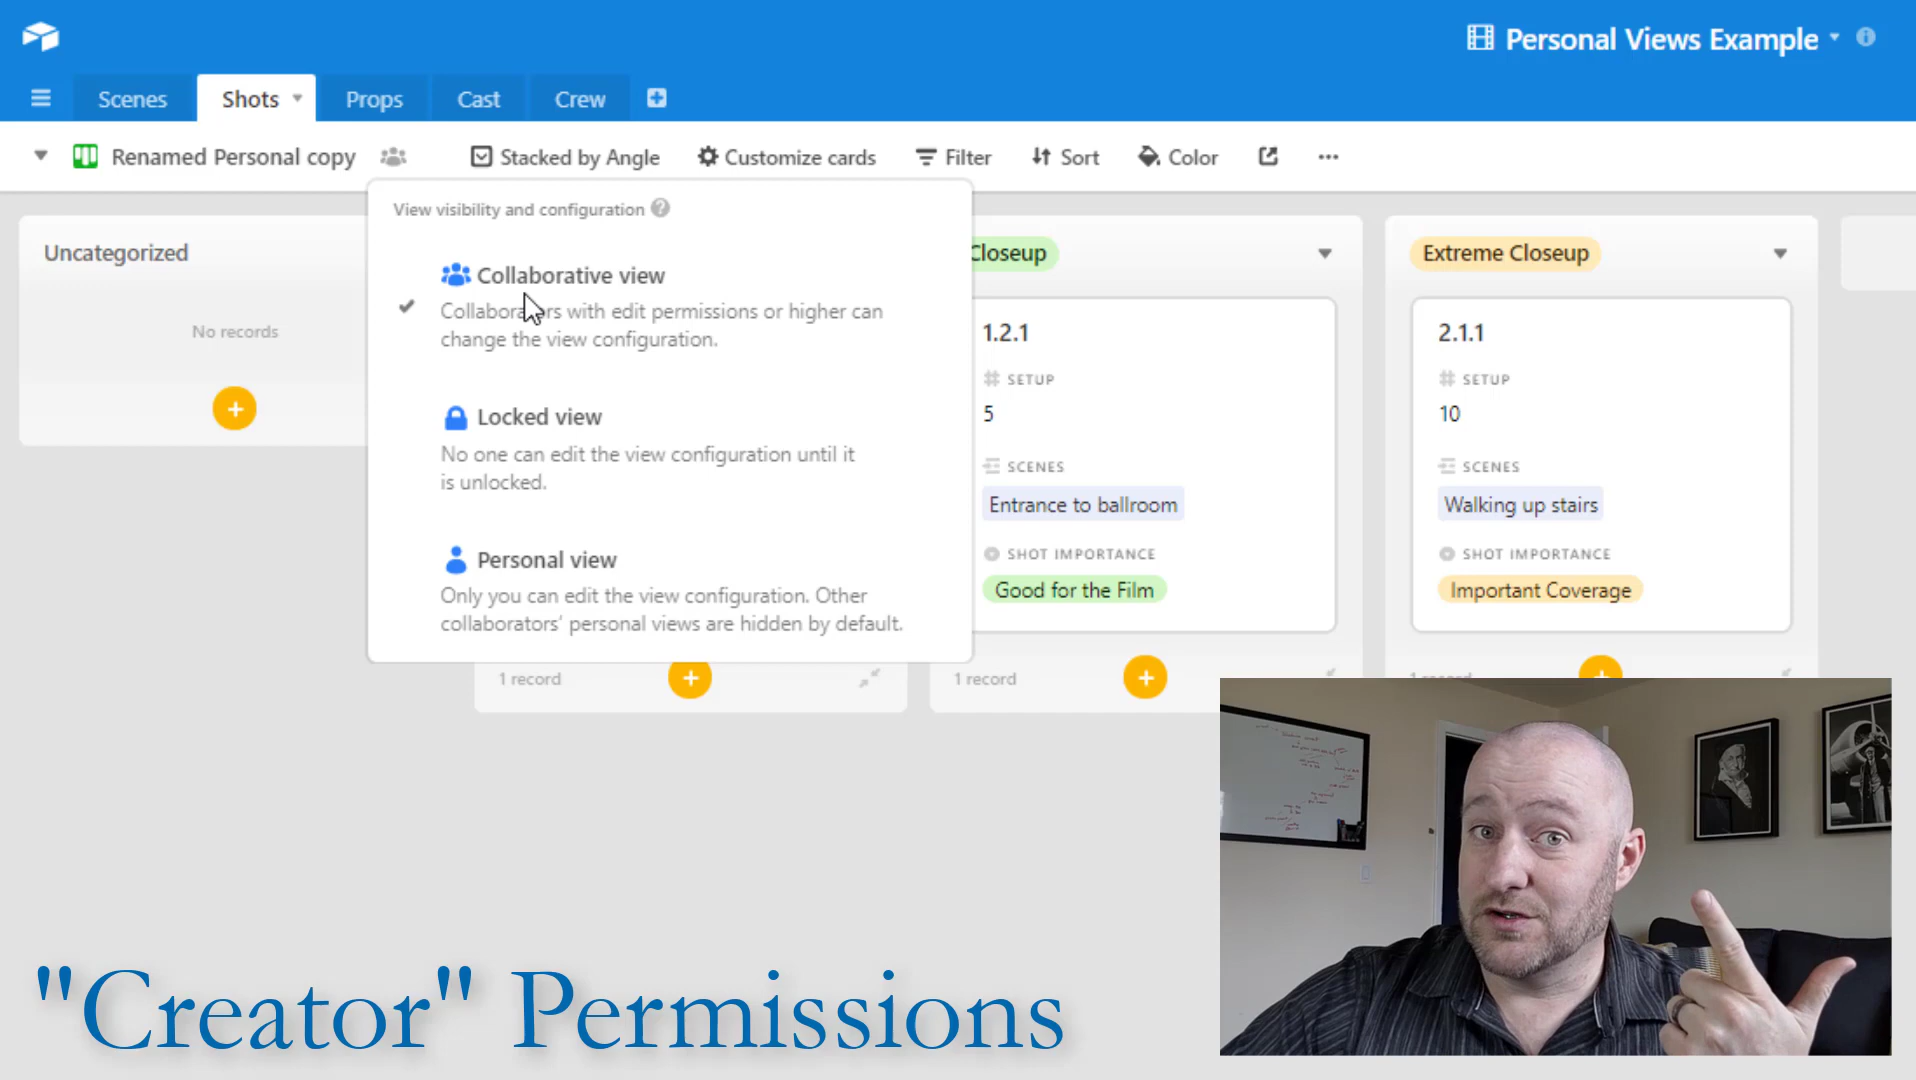 Personal Views Example
Scenes
Shots
Props
Cast
Crew
Renamed Personal copy
Stacked by Angle
Customize cards
Filter
Sort
Color
View visibility and configuration
Collaborative view
Collaborators with edit permissions or higher can
change the view configuration.
Locked view
No one can edit the view configuration until it
is unlocked.
Personal view
Only you can edit the view configuration. Other
collaborators' personal views are hidden by default.
Uncategorized
No records
1 record
Closeup
1.2.1
SETUP
5
SCENES
Entrance to ballroom
SHOT IMPORTANCE
Good for the Film
1 record
Extreme Closeup
2.1.1
SETUP
10
SCENES
Walking up stairs
SHOT IMPORTANCE
Important Coverage
"Creator" Permissions